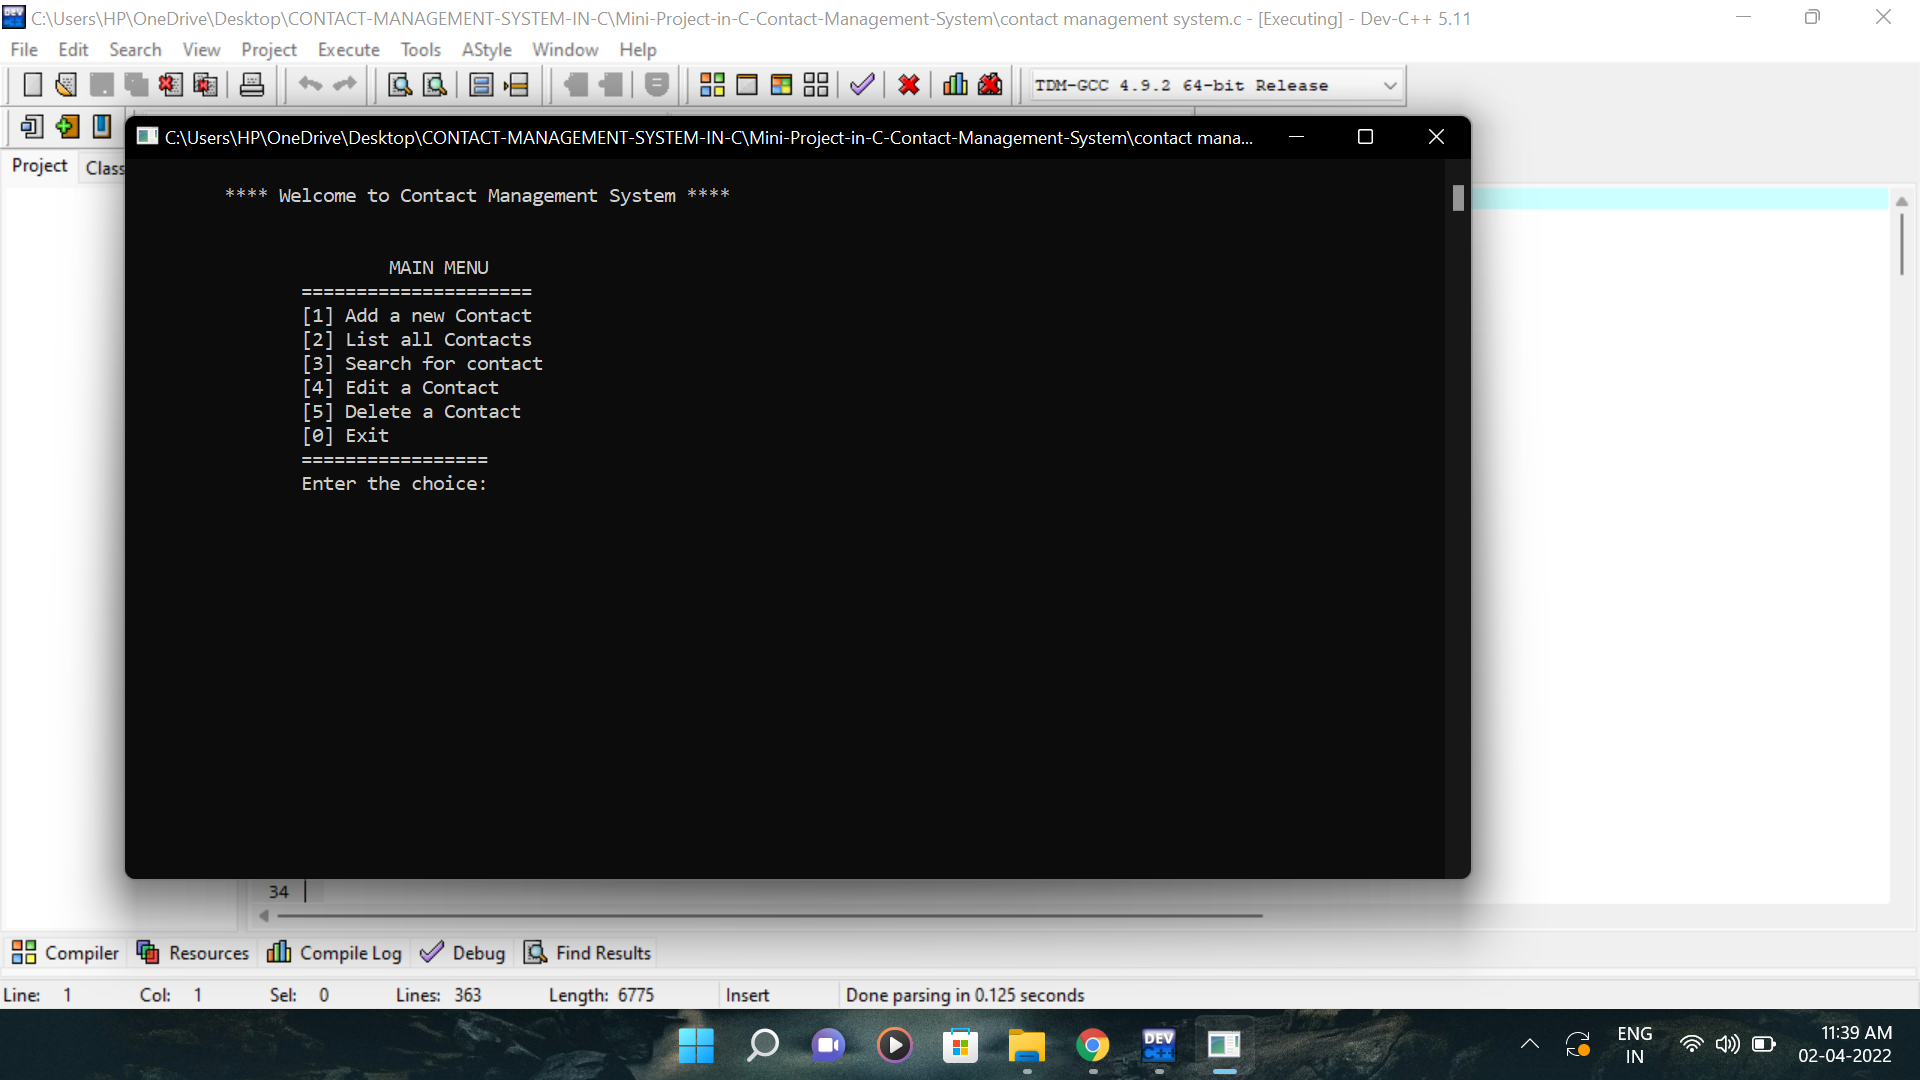 C:\Users\HP\OneDrive\Desktop\CONTACT-MANAGEMENT-SYSTEM-IN-C\Mini-Project-in-C-Contact-Management-System\contact management system.c - [Executing] - Dev-C++ 5.11
File Edit Search View Project Execute Tools AStyle Window Help
TDM-GCC 4.9.2 64-bit Release
C:\Users\HP\OneDrive\Desktop\CONTACT-MANAGEMENT-SYSTEM-IN-C\Mini-Project-in-C-Contact-Management-System\contact mana...
Project Class
**** Welcome to Contact Management System ****
MAIN MENU
=====================
[1] Add a new Contact
[2] List all Contacts
[3] Search for contact
[4] Edit a Contact
[5] Delete a Contact
[0] Exit
=================
Enter the choice:
34
Compiler Resources Compile Log Debug Find Results
Line: 1 Col: 1 Sel: 0 Lines: 363 Length: 6775 Insert Done parsing in 0.125 seconds
DEV C++
ENG IN
11:39 AM
02-04-2022